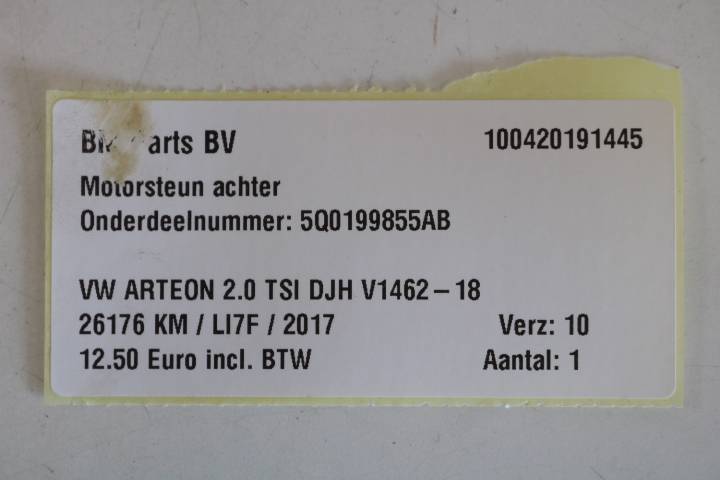 BV 100420191445
Motorsteun achter
Onderdeelnummer: 5Q0199855AB
VW ARTEON 2.0 TSI DJH V1462-18
26176 KM / LI7F / 2017 Verz: 10
12.50 Euro incl. BTW Aantal: 1